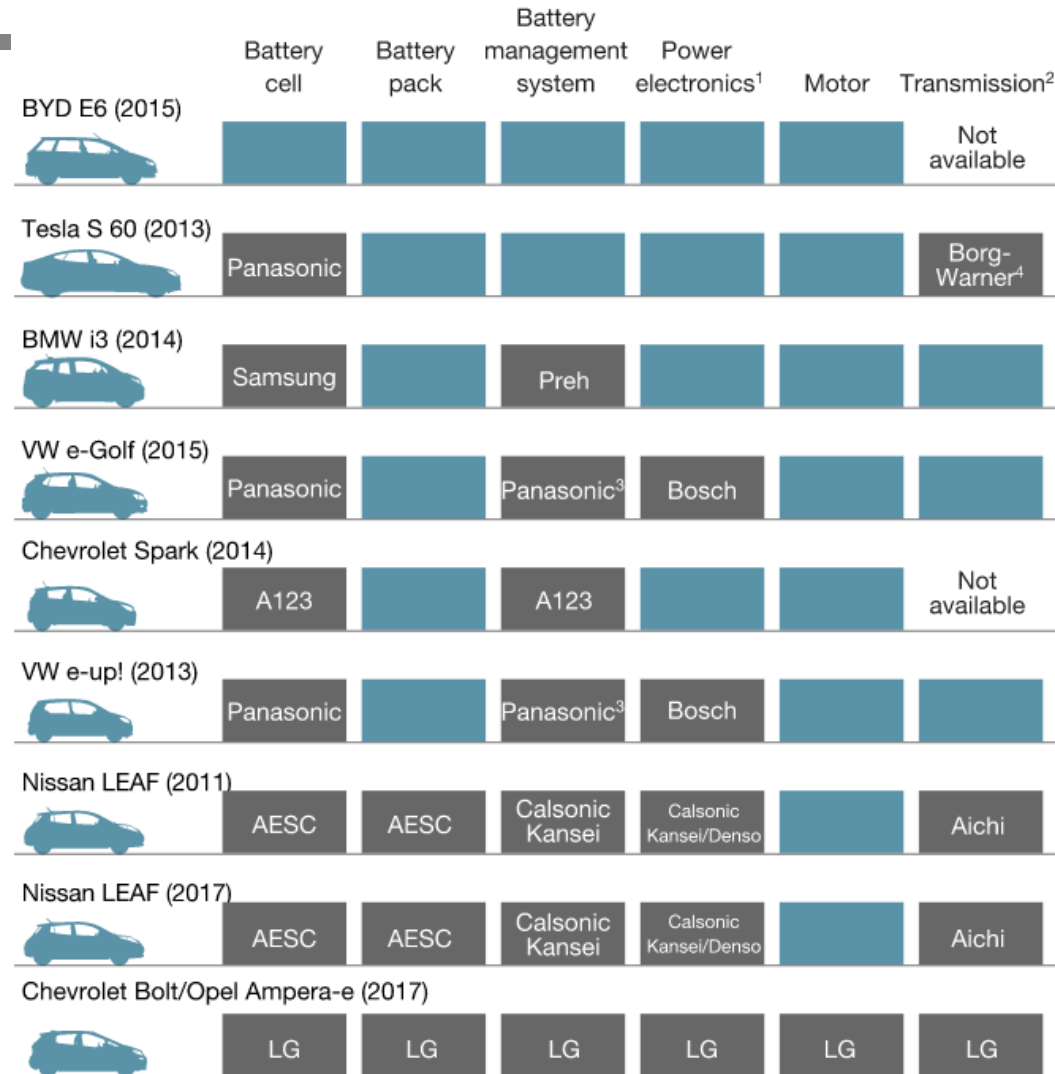 Battery
cell
Battery
pack
Battery
management
system
Power
electronics¹
Motor
Transmission²
BYD E6 (2015)
Not
available
Tesla S 60 (2013)
Panasonic
Borg-
Warner⁴
BMW i3 (2014)
Samsung
Preh
VW e-Golf (2015)
Panasonic
Panasonic³
Bosch
Chevrolet Spark (2014)
A123
A123
Not
available
VW e-up! (2013)
Panasonic
Panasonic³
Bosch
Nissan LEAF (2011)
AESC
AESC
Calsonic
Kansei
Calsonic
Kansei/Denso
Aichi
Nissan LEAF (2017)
AESC
AESC
Calsonic
Kansei
Calsonic
Kansei/Denso
Aichi
Chevrolet Bolt/Opel Ampera-e (2017)
LG
LG
LG
LG
LG
LG